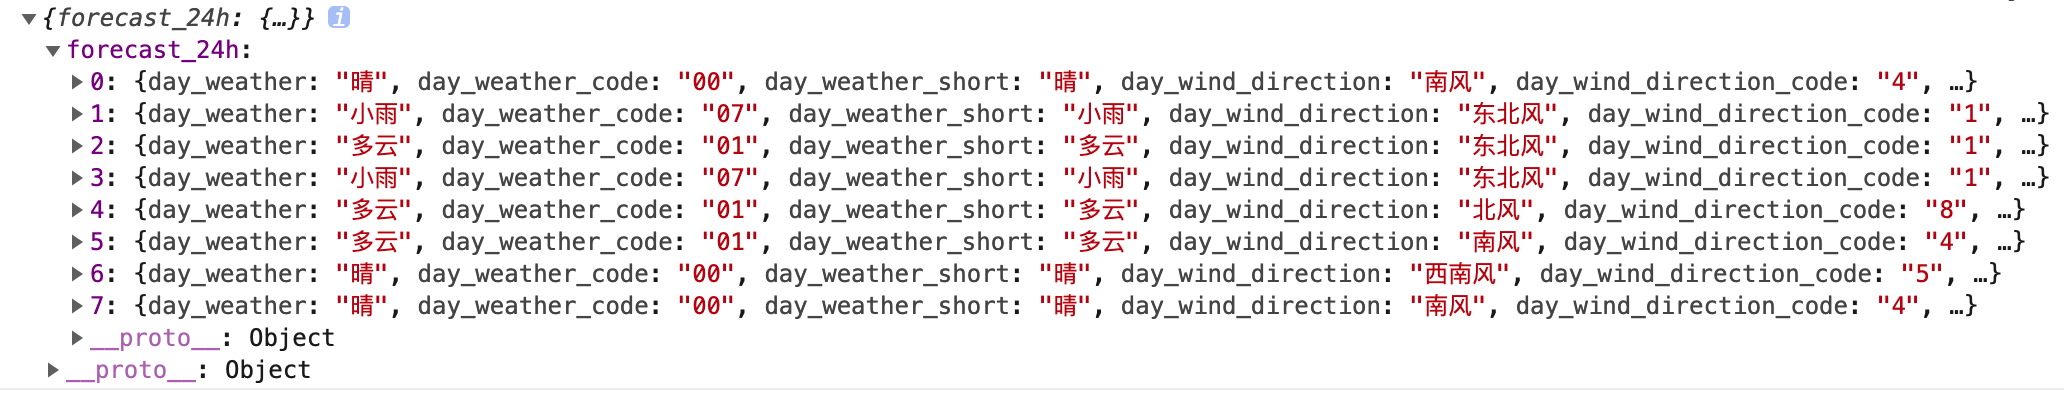 {forecast_24h: {…}} i
forecast_24h:
0: {day_weather: "晴", day_weather_code: "00", day_weather_short: "晴", day_wind_direction: "南风", day_wind_direction_code: "4", …}
1: {day_weather: "小雨", day_weather_code: "07", day_weather_short: "小雨", day_wind_direction: "东北风", day_wind_direction_code: "1", …}
2: {day_weather: "多云", day_weather_code: "01", day_weather_short: "多云", day_wind_direction: "东北风", day_wind_direction_code: "1", …}
3: {day_weather: "小雨", day_weather_code: "07", day_weather_short: "小雨", day_wind_direction: "东北风", day_wind_direction_code: "1", …}
4: {day_weather: "多云", day_weather_code: "01", day_weather_short: "多云", day_wind_direction: "北风", day_wind_direction_code: "8", …}
5: {day_weather: "多云", day_weather_code: "01", day_weather_short: "多云", day_wind_direction: "南风", day_wind_direction_code: "4", …}
6: {day_weather: "晴", day_weather_code: "00", day_weather_short: "晴", day_wind_direction: "西南风", day_wind_direction_code: "5", …}
7: {day_weather: "晴", day_weather_code: "00", day_weather_short: "晴", day_wind_direction: "南风", day_wind_direction_code: "4", …}
__proto__: Object
__proto__: Object